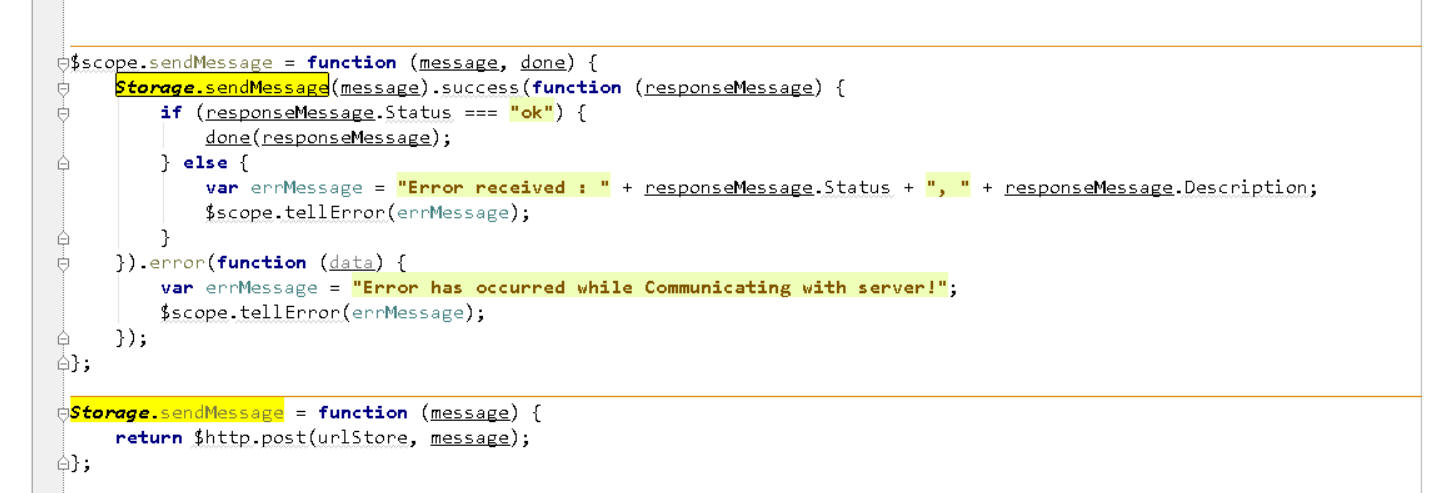 $scope.sendMessage = function (message, done) {
Storage.sendMessage(message).success(function (responseMessage) {
if (responseMessage.Status === "ok") {
done(responseMessage);
} else {
var errMessage = "Error received : " + responseMessage.Status + ", " + responseMessage.Description;
$scope.tellError(errMessage);
}
}).error(function (data) {
var errMessage = "Error has occurred while Communicating with server!";
$scope.tellError(errMessage);
});
};
Storage.sendMessage = function (message) {
return $http.post(urlStore, message);
};